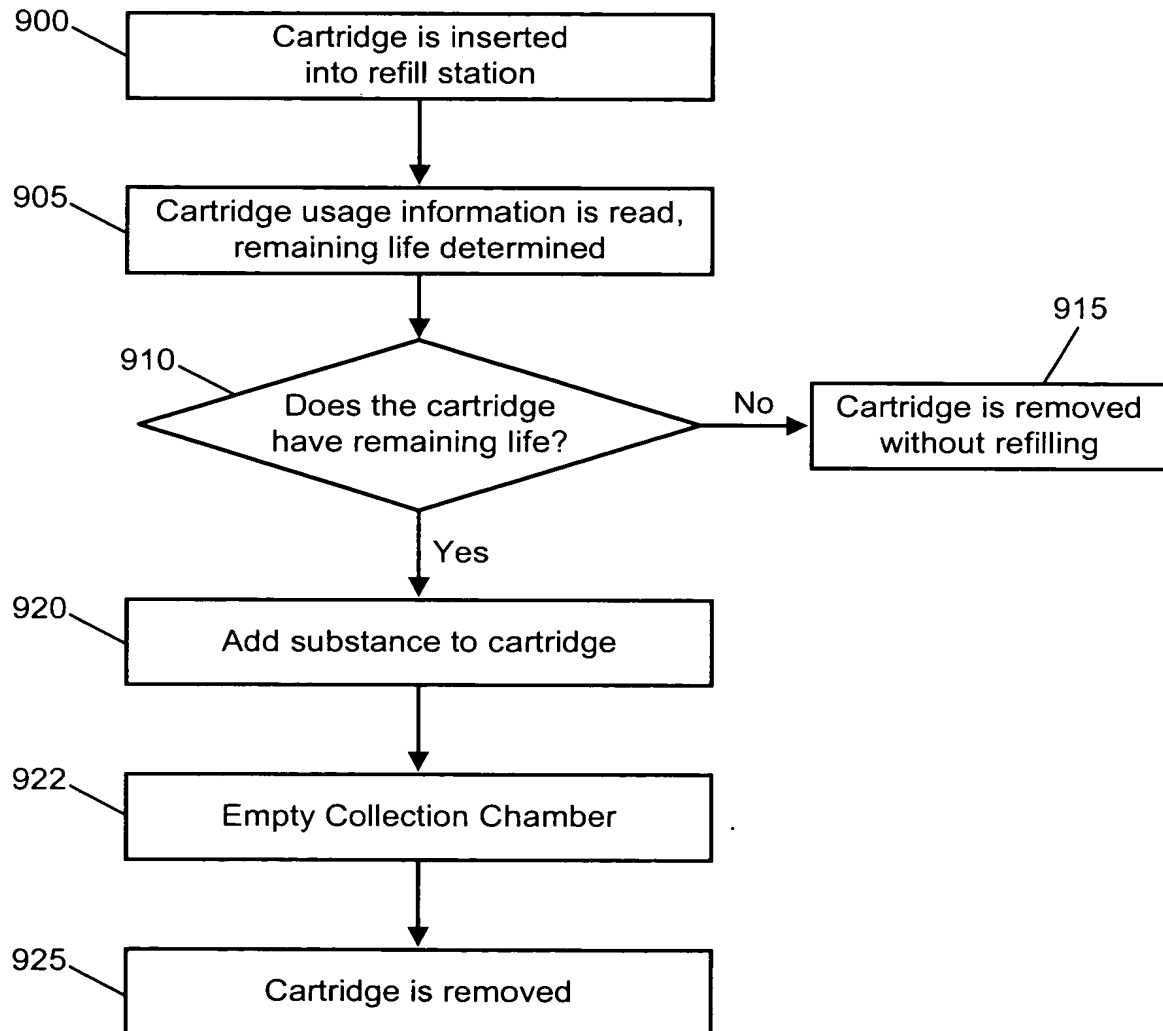 900
Cartridge is inserted
into refill station
905
Cartridge usage information is read,
remaining life determined
910
Does the cartridge
have remaining life?
No
915
Cartridge is removed
without refilling
Yes
920
Add substance to cartridge
922
Empty Collection Chamber
925
Cartridge is removed